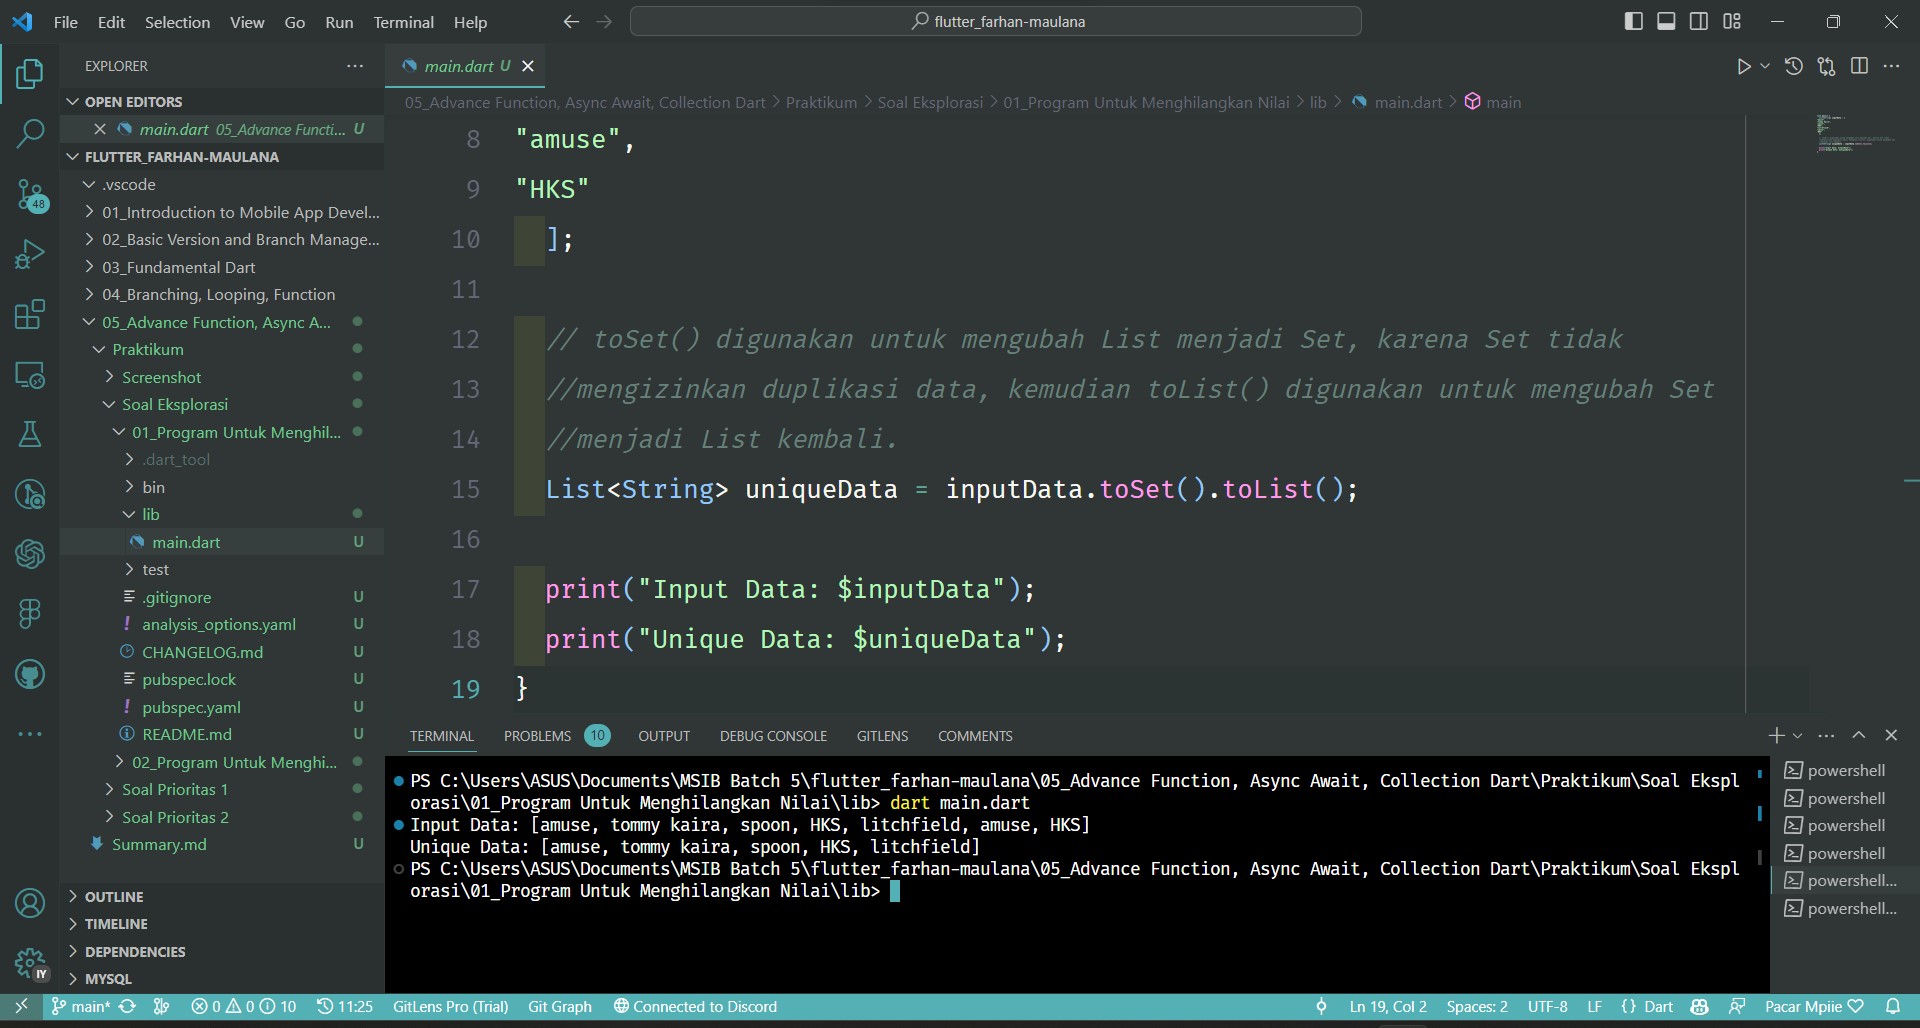 File Edit Selection View Go Run Terminal Help
flutter_farhan-maulana
EXPLORER
OPEN EDITORS
main.dart 05_Advance Functi... U
FLUTTER_FARHAN-MAULANA
.vscode
01_Introduction to Mobile App Devel...
02_Basic Version and Branch Manage...
03_Fundamental Dart
04_Branching, Looping, Function
05_Advance Function, Async A...
Praktikum
Screenshot
Soal Eksplorasi
01_Program Untuk Menghil...
.dart_tool
bin
lib
main.dart U
test
.gitignore U
analysis_options.yaml U
CHANGELOG.md U
pubspec.lock U
pubspec.yaml U
README.md U
02_Program Untuk Menghi...
Soal Prioritas 1
Soal Prioritas 2
Summary.md U
OUTLINE
TIMELINE
DEPENDENCIES
MYSQL
48
IY
main.dart U
05_Advance Function, Async Await, Collection Dart > Praktikum > Soal Eksplorasi > 01_Program Untuk Menghilangkan Nilai > lib > main.dart > main
8 "amuse",
9 "HKS"
10 ];
11
12 // toSet() digunakan untuk mengubah List menjadi Set, karena Set tidak
13 //mengizinkan duplikasi data, kemudian toList() digunakan untuk mengubah Set
14 //menjadi List kembali.
15 List<String> uniqueData = inputData.toSet().toList();
16
17 print("Input Data: $inputData");
18 print("Unique Data: $uniqueData");
19 }
TERMINAL PROBLEMS 10 OUTPUT DEBUG CONSOLE GITLENS COMMENTS
PS C:\Users\ASUS\Documents\MSIB Batch 5\flutter_farhan-maulana\05_Advance Function, Async Await, Collection Dart\Praktikum\Soal Ekspl
orasi\01_Program Untuk Menghilangkan Nilai\lib> dart main.dart
Input Data: [amuse, tommy kaira, spoon, HKS, litchfield, amuse, HKS]
Unique Data: [amuse, tommy kaira, spoon, HKS, litchfield]
PS C:\Users\ASUS\Documents\MSIB Batch 5\flutter_farhan-maulana\05_Advance Function, Async Await, Collection Dart\Praktikum\Soal Ekspl
orasi\01_Program Untuk Menghilangkan Nilai\lib>
powershell
powershell
powershell
powershell
powershell...
powershell...
main* 0 0 10 11:25 GitLens Pro (Trial) Git Graph Connected to Discord Ln 19, Col 2 Spaces: 2 UTF-8 LF {} Dart Pacar Mpiie ♡